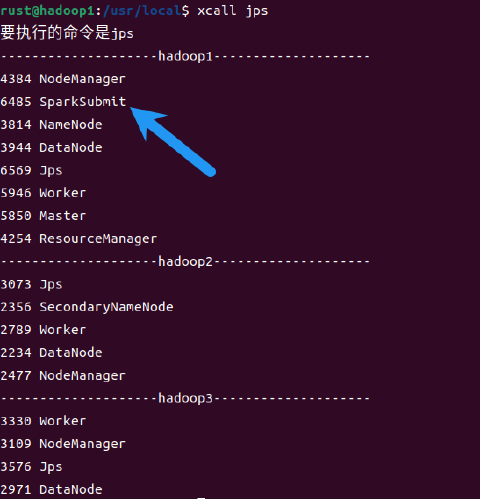 rust@hadoop1:/usr/local$ xcall jps
要执行的命令是jps
--------------------hadoop1--------------------
4384 NodeManager
6485 SparkSubmit
3814 NameNode
3944 DataNode
6569 Jps
5946 Worker
5850 Master
4254 ResourceManager
--------------------hadoop2--------------------
3073 Jps
2356 SecondaryNameNode
2789 Worker
2234 DataNode
2477 NodeManager
--------------------hadoop3--------------------
3330 Worker
3109 NodeManager
3576 Jps
2971 DataNode